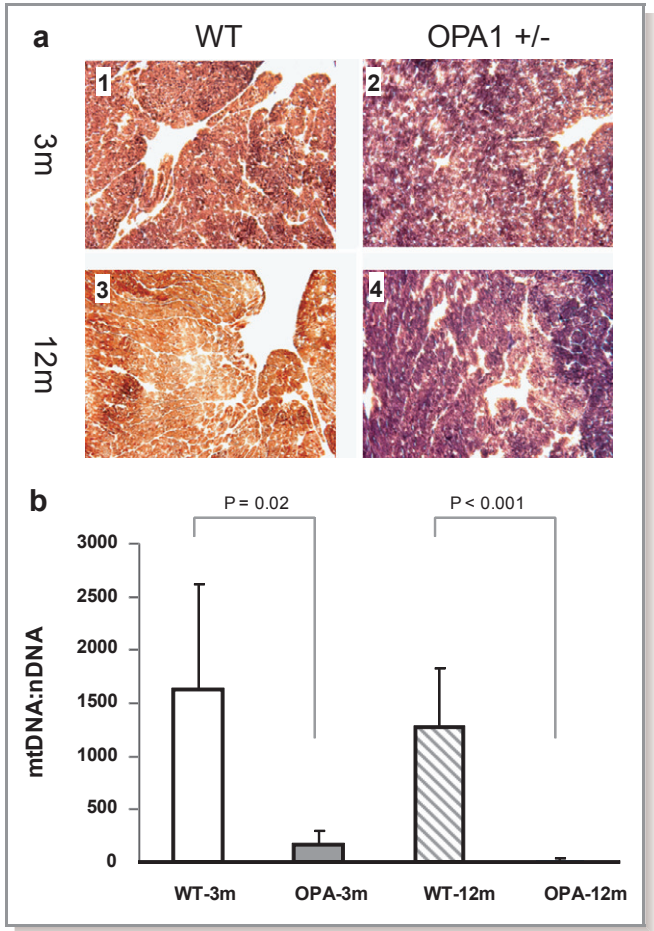 a WT OPA1 +/-
1 2
3m
3 4
12m
b
P = 0.02 P < 0.001
3000
2500
2000
1500
1000
500
0
mtDNA:nDNA
WT-3m OPA-3m WT-12m OPA-12m